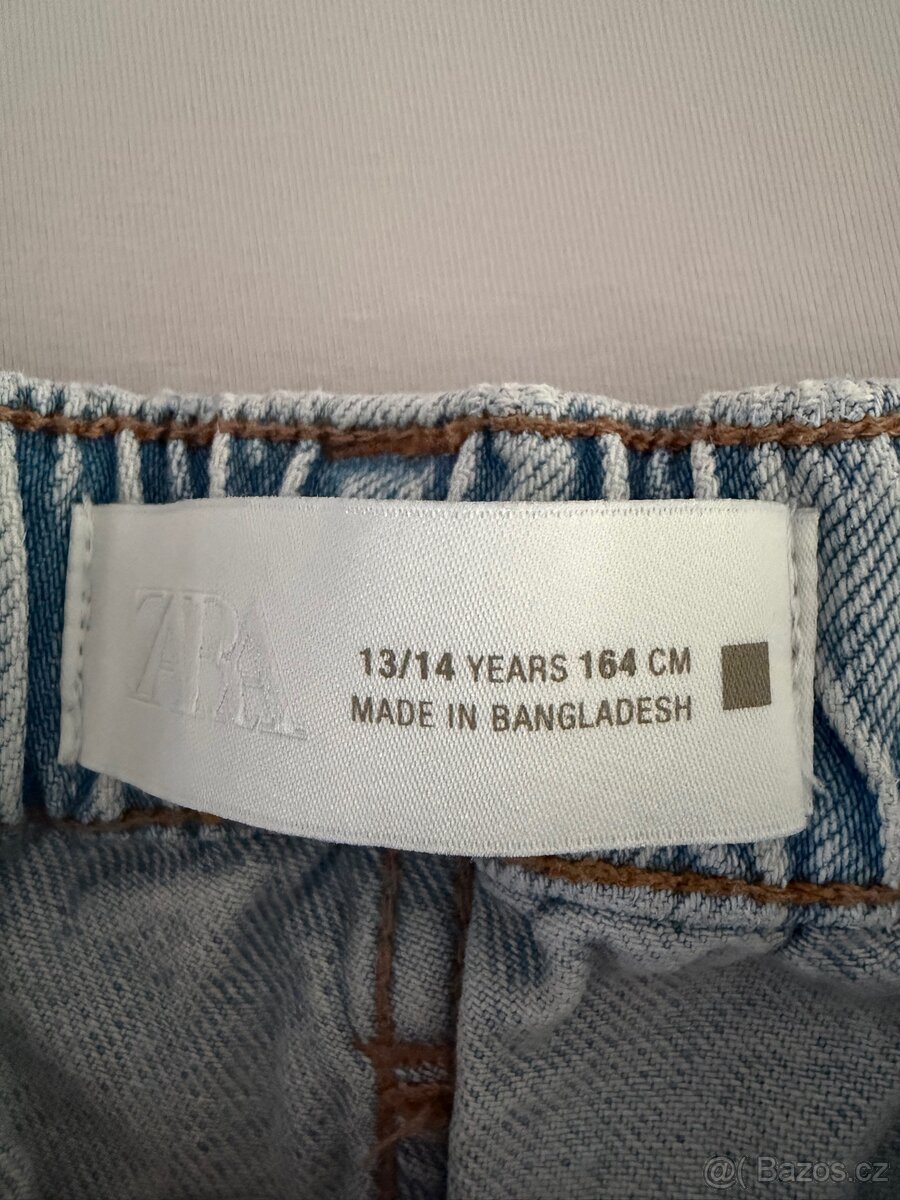 ZARA
13/14 YEARS 164 CM
MADE IN BANGLADESH
@( Bazos.cz